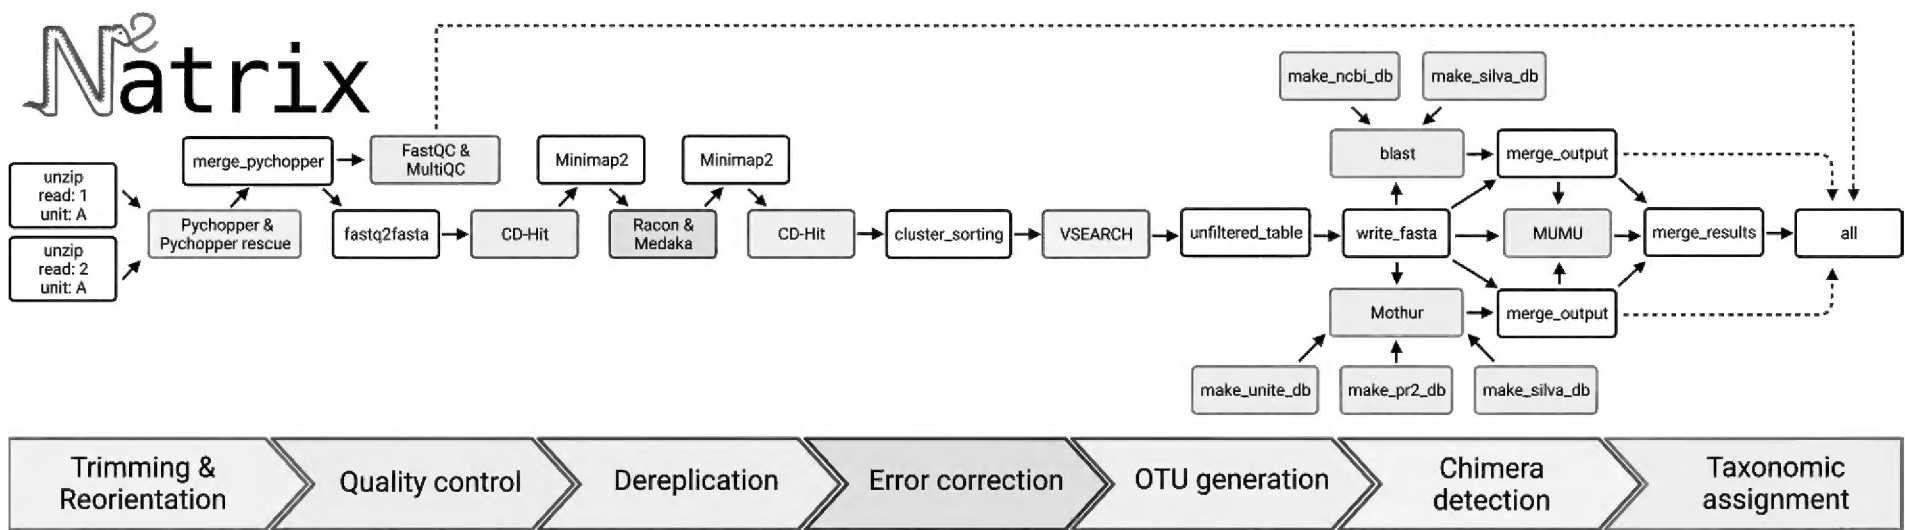 Natrix2
make_ncbi_db
make_silva_db
merge_pychopper
FastQC &
MultiQC
Minimap2
Minimap2
blast
merge_output
unzip
read: 1
unit: A
Pychopper &
Pychopper rescue
fastq2fasta
CD-Hit
Racon &
Medaka
CD-Hit
cluster_sorting
VSEARCH
unfiltered_table
write_fasta
MUMU
merge_results
all
unzip
read: 2
unit: A
Mothur
merge_output
make_unite_db
make_pr2_db
make_silva_db
Trimming &
Reorientation
Quality control
Dereplication
Error correction
OTU generation
Chimera
detection
Taxonomic
assignment